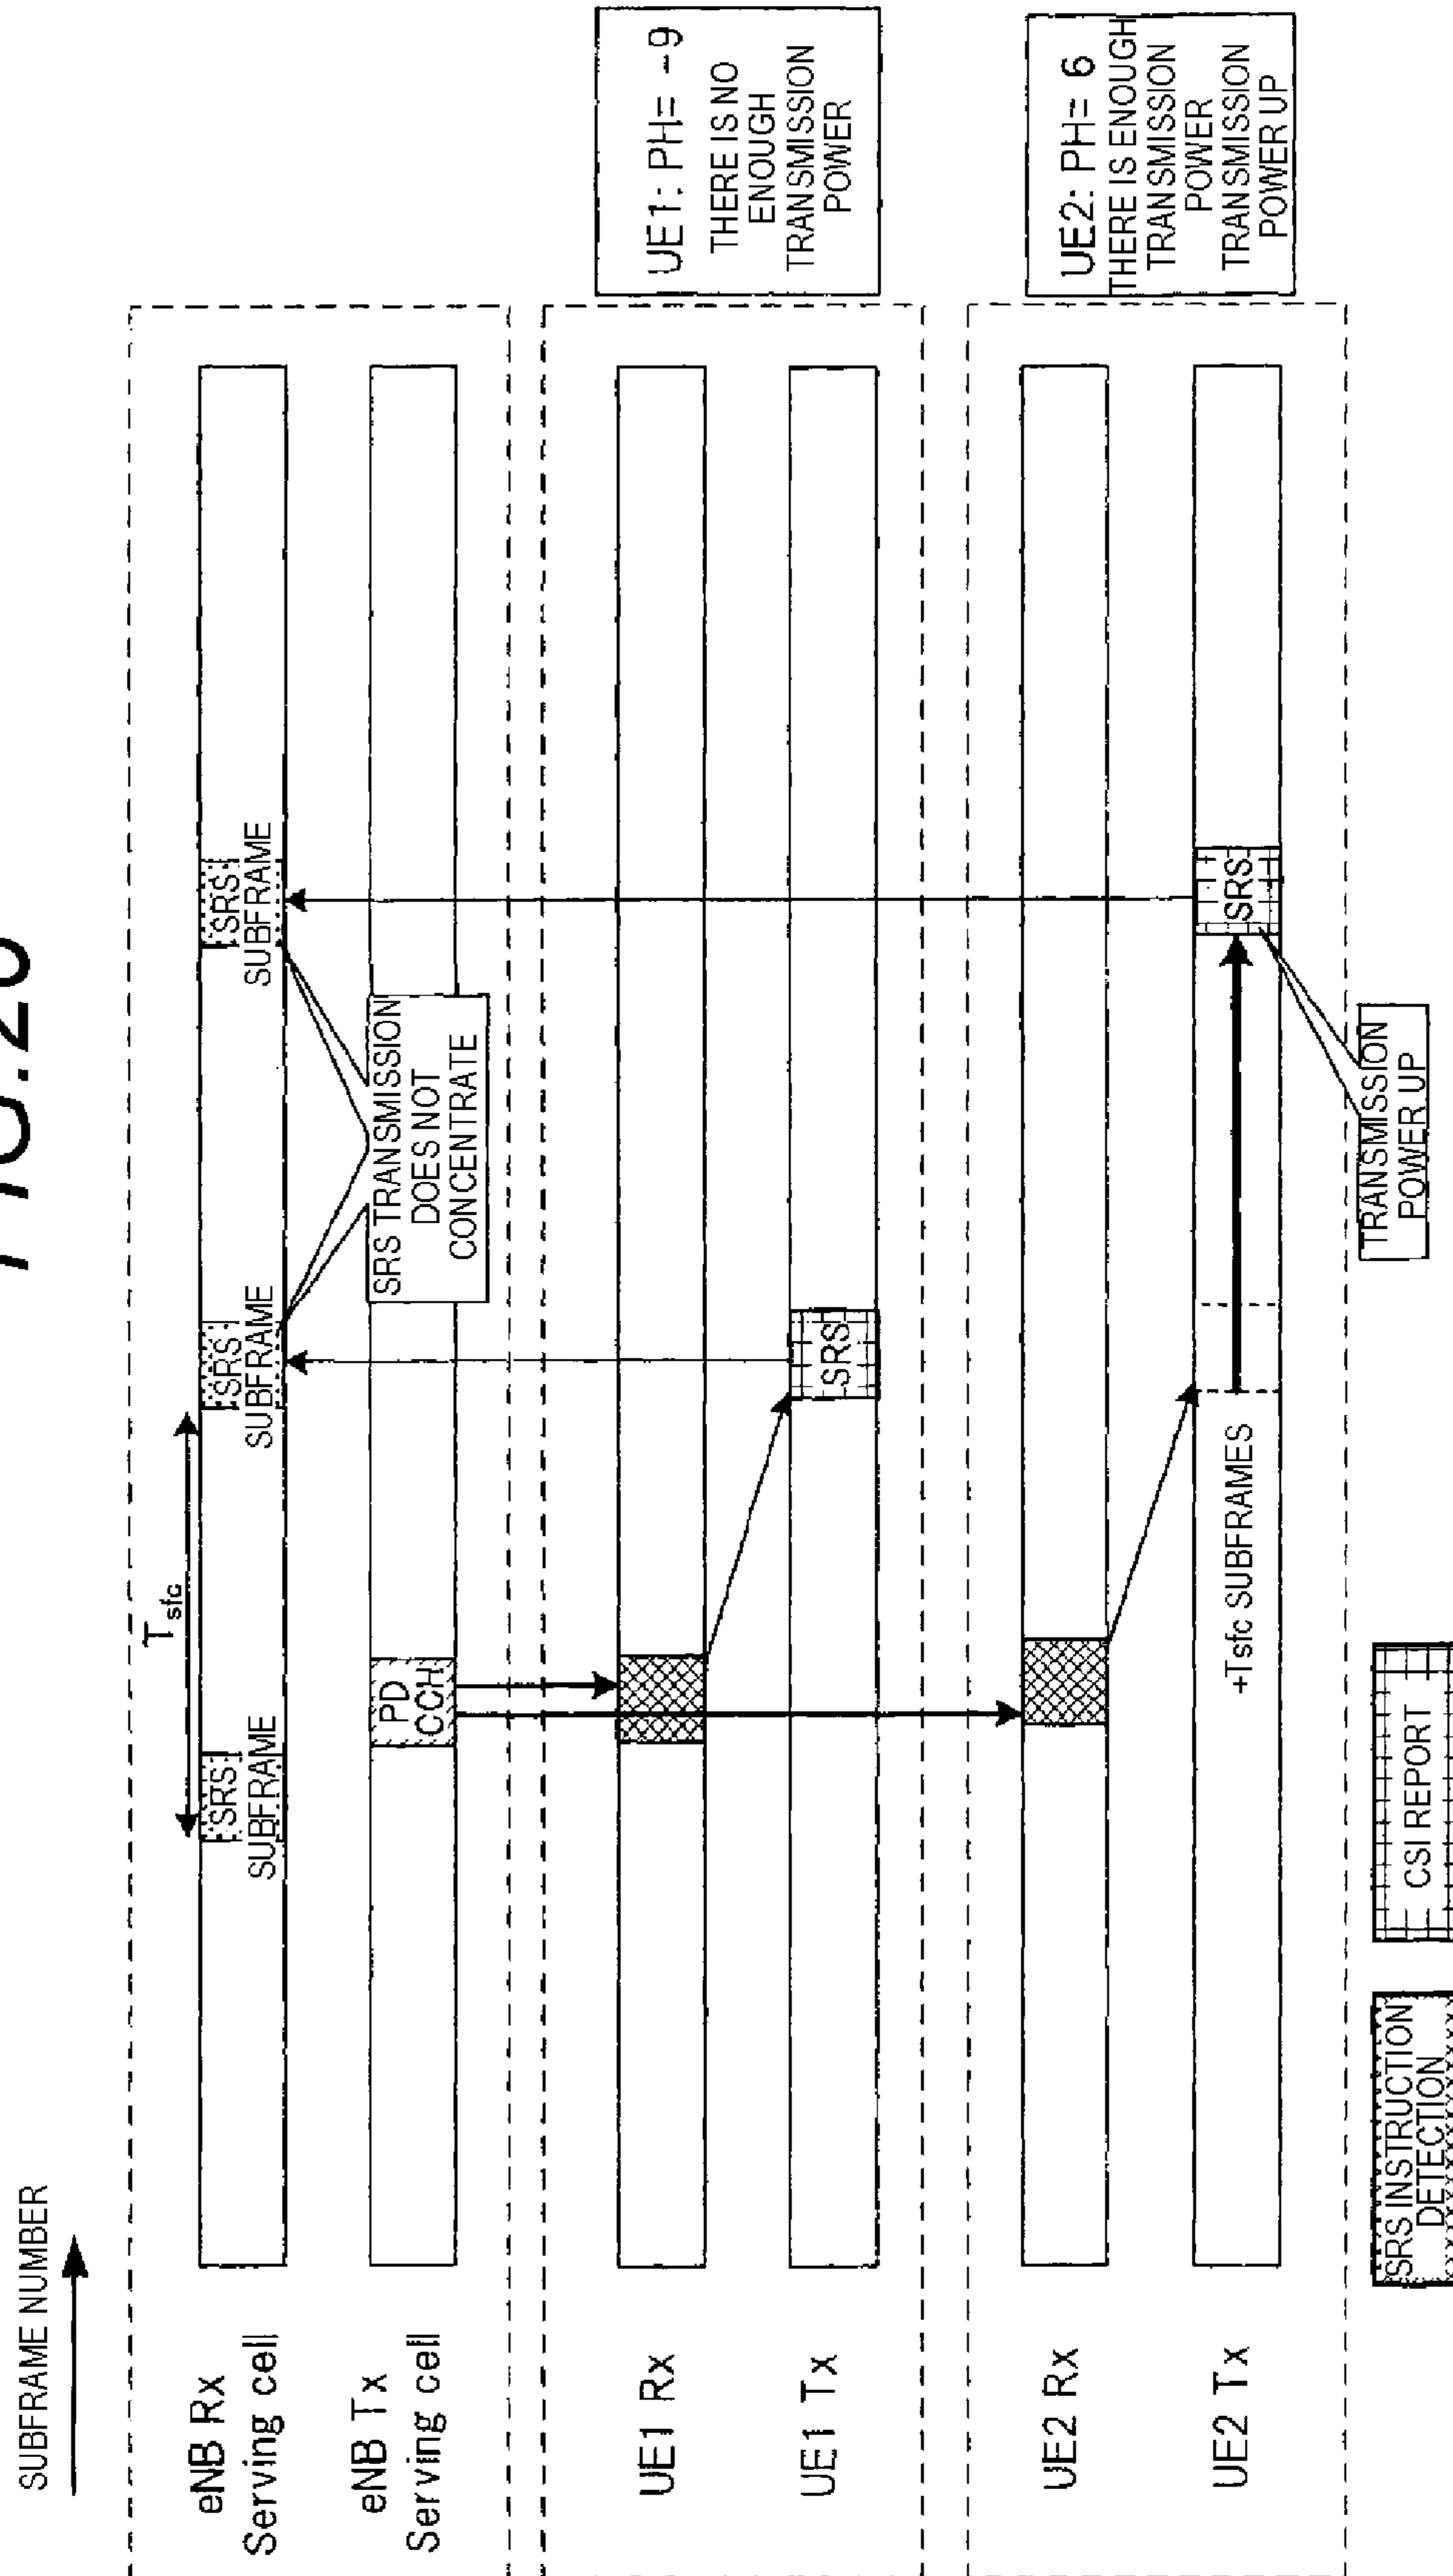 SUBFRAME NUMBER
eNB Rx
Serving cell
T_sfc
SRS
SUBFRAME
SRS
SUBFRAME
SRS
SUBFRAME
eNB Tx
Serving cell
PD
CCH
SRS TRANSMISSION
DOES NOT
CONCENTRATE
UE1 Rx
UE1 Tx
SRS
UE1: PH= -9
THERE IS NO
ENOUGH
TRANSMISSION
POWER
UE2 Rx
UE2 Tx
+Tsfc SUBFRAMES
SRS
TRANSMISSION
POWER UP
UE2: PH= 6
THERE IS ENOUGH
TRANSMISSION
POWER
TRANSMISSION
POWER UP
SRS INSTRUCTION
DETECTION
CSI REPORT